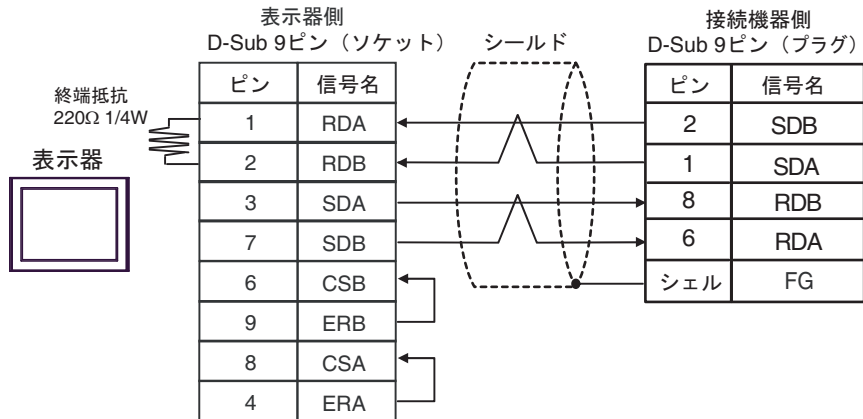 表示器側
D-Sub 9ピン（ソケット）
シールド
接続機器側
D-Sub 9ピン（プラグ）
終端抵抗
220Ω 1/4W
表示器
ピン 信号名
1 RDA
2 RDB
3 SDA
7 SDB
6 CSB
9 ERB
8 CSA
4 ERA
ピン 信号名
2 SDB
1 SDA
8 RDB
6 RDA
シェル FG